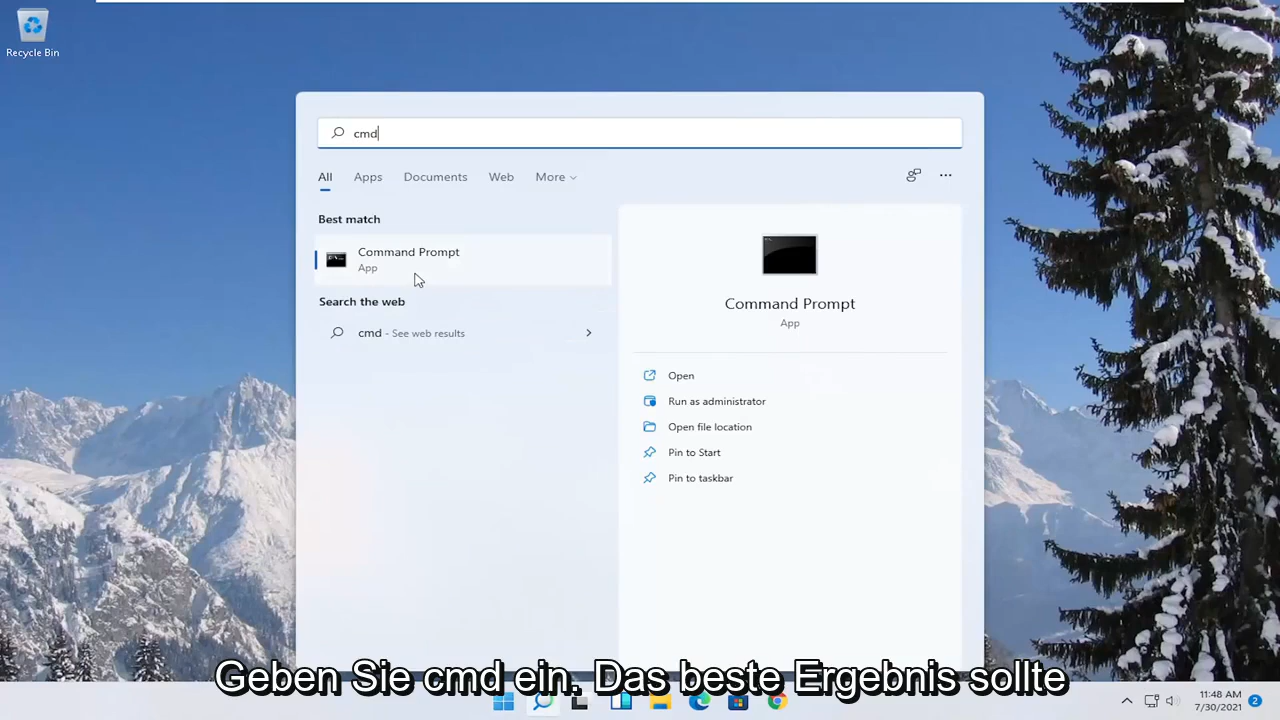 Recycle Bin
cmd
All Apps Documents Web More
Best match
Command Prompt
App
Search the web
cmd - See web results
Command Prompt
App
Open
Run as administrator
Open file location
Pin to Start
Pin to taskbar
Geben Sie cmd ein. Das beste Ergebnis sollte
11:48 AM
7/30/2021
2